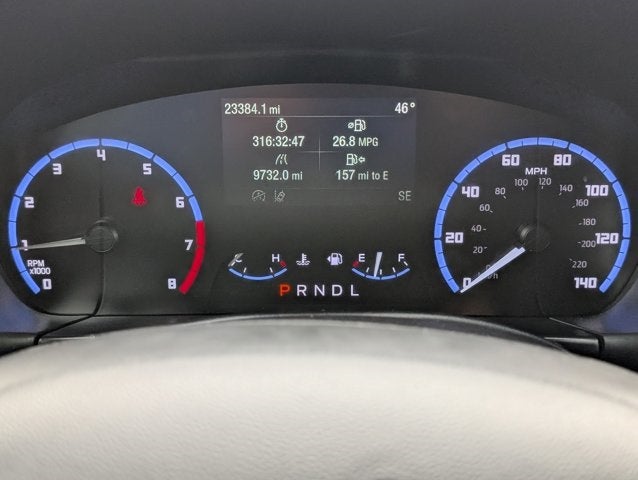 23384.1 mi 46°
316:32:47 26.8 MPG
9732.0 mi 157 mi to E
SE
0 1 2 3 4 5 6 7 8
RPM
x1000
C H E F
P R N D L
0 20 40 60 80 100 120 140
MPH
20 40 60 80 100 120 140 160 180 200 220